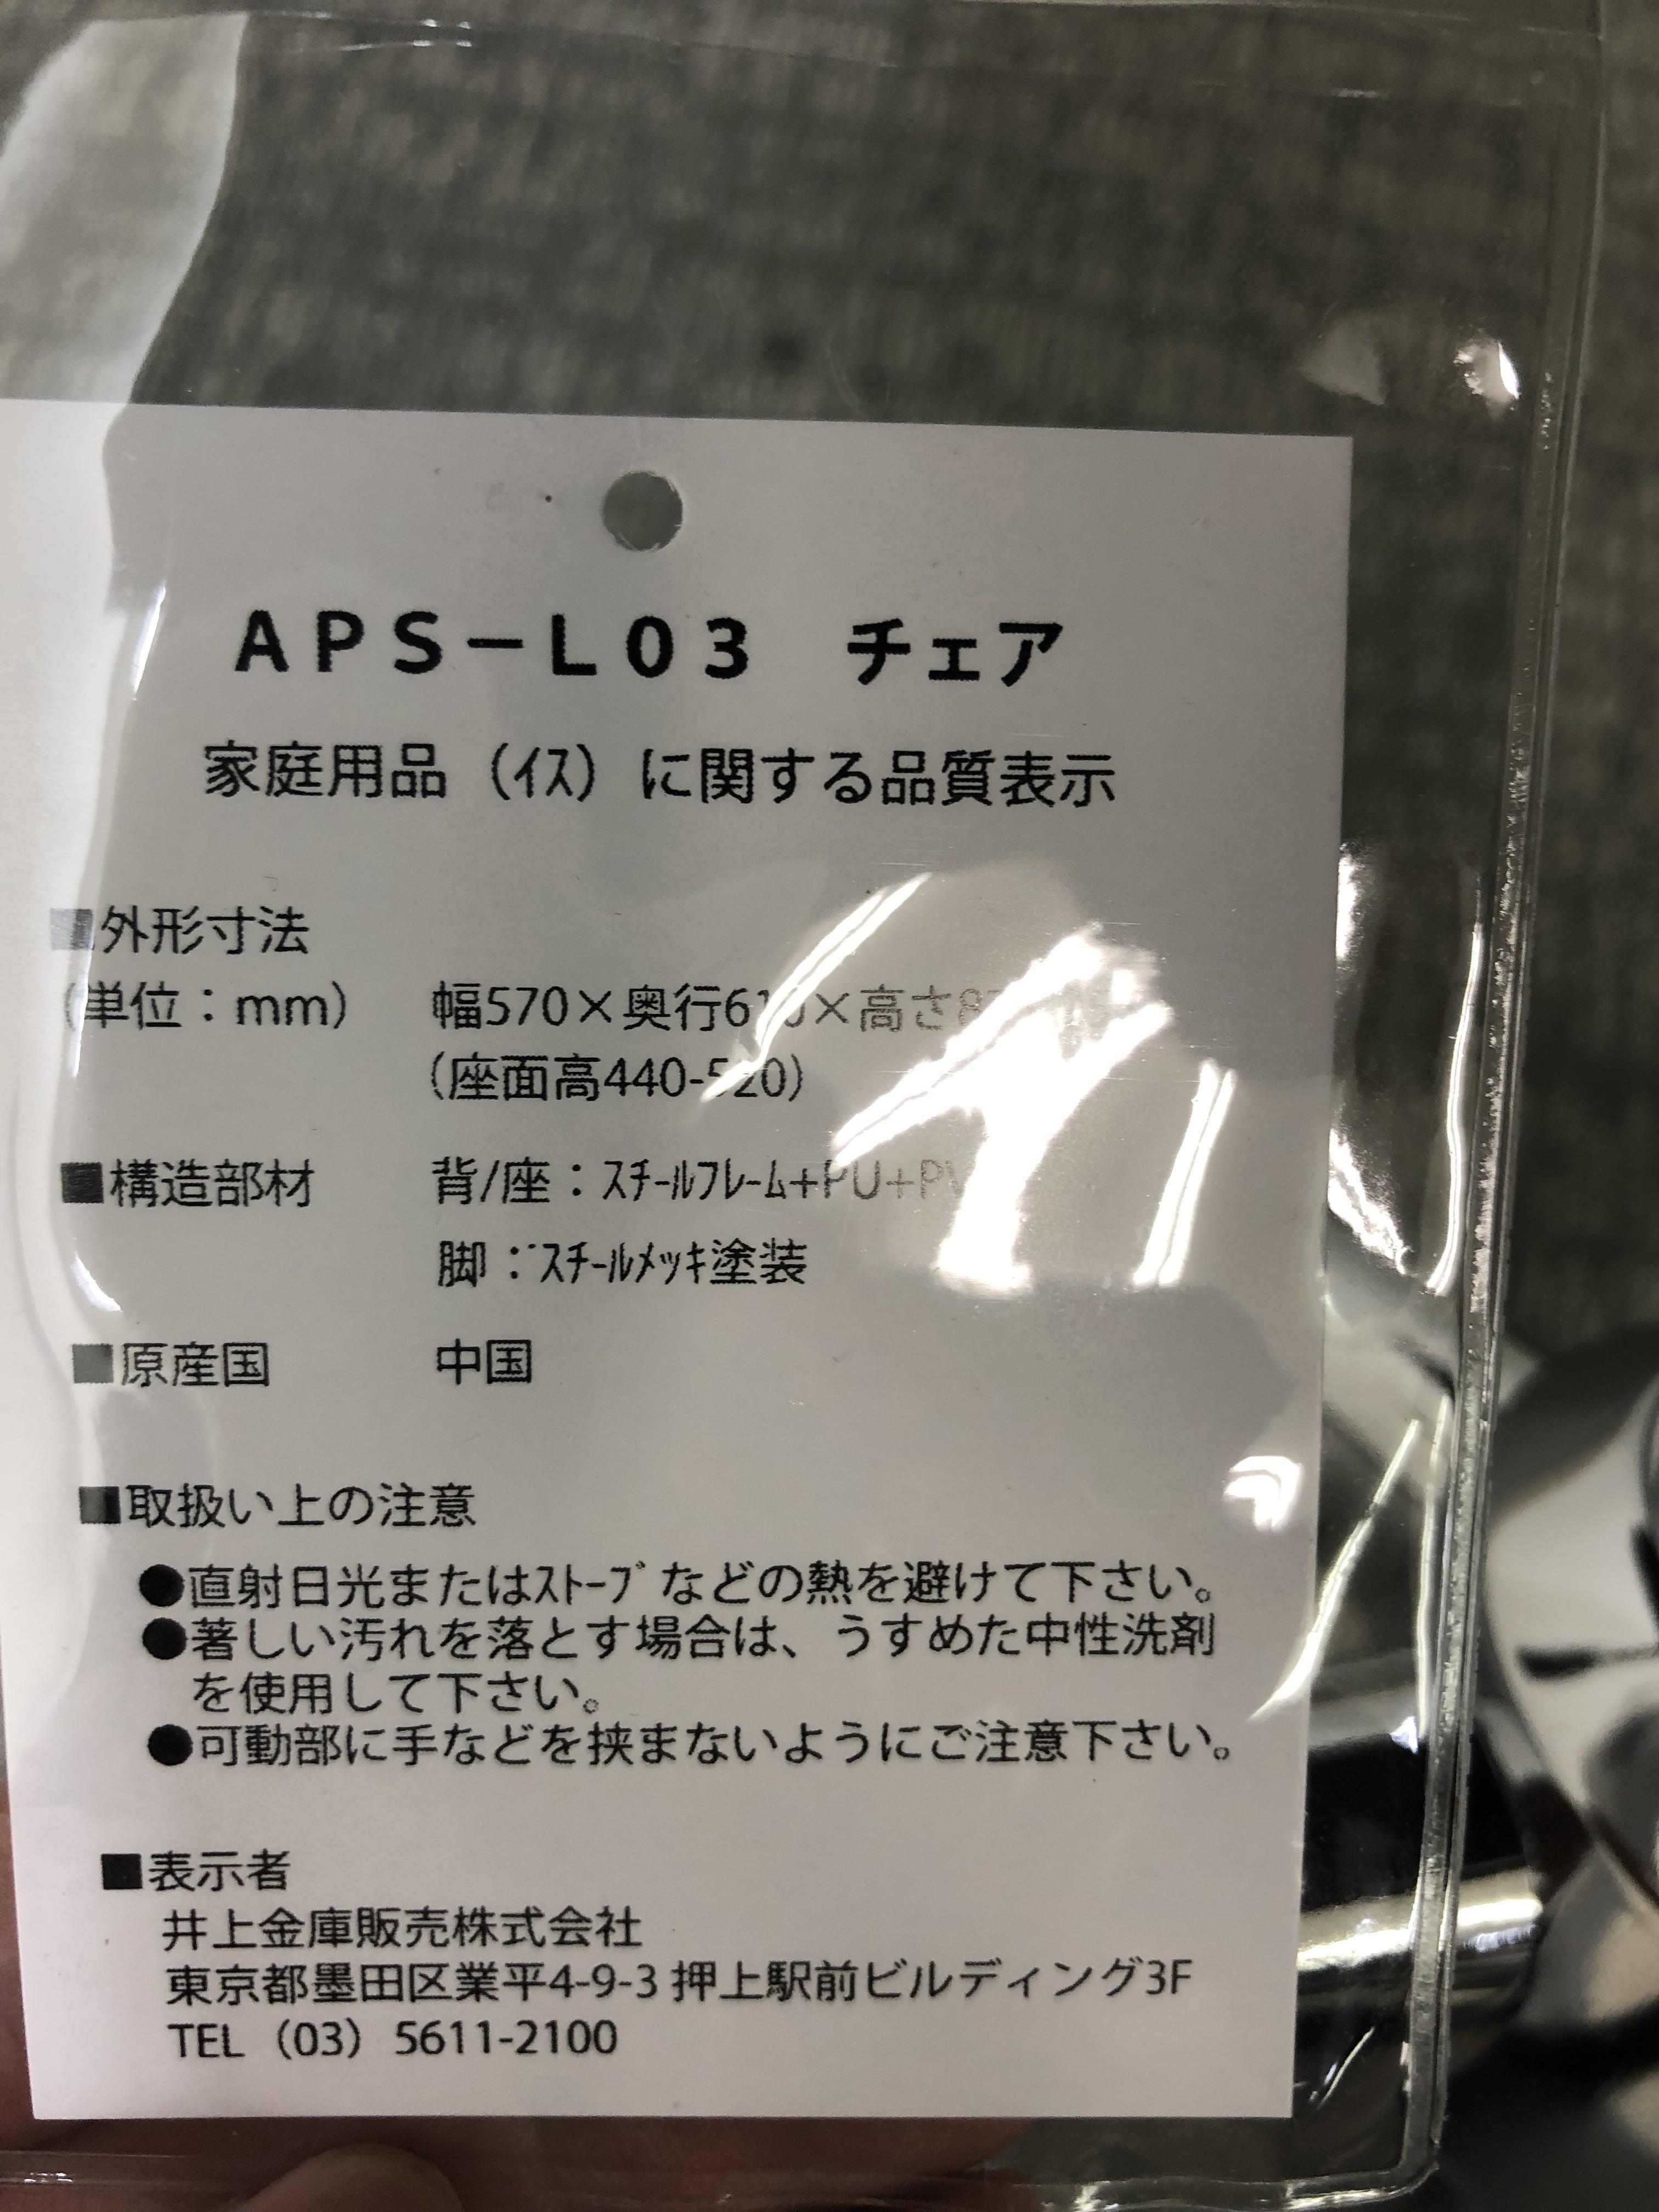 APS－L03　チェア
家庭用品（ｲｽ）に関する品質表示
■外形寸法
(単位：mm)　幅570×奥行610×高さ
(座面高440-520)
■構造部材　背/座：ｽﾁｰﾙﾌﾚｰﾑ+PU+
脚：ｽﾁｰﾙﾒｯｷ塗装
■原産国　中国
■取扱い上の注意
●直射日光またはｽﾄｰﾌﾞなどの熱を避けて下さい。
●著しい汚れを落とす場合は、うすめた中性洗剤
を使用して下さい。
●可動部に手などを挟まないようにご注意下さい。
■表示者
井上金庫販売株式会社
東京都墨田区業平4-9-3 押上駅前ビルディング3F
TEL（03）5611-2100